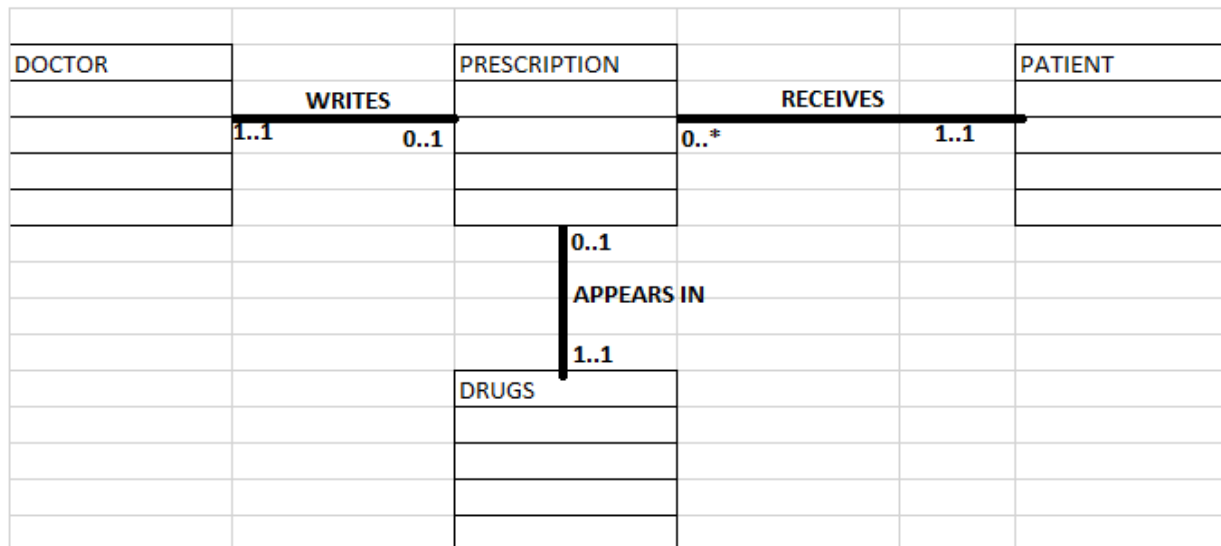 DOCTOR PRESCRIPTION PATIENT
WRITES RECEIVES
1..1 0..1 0..* 1..1
0..1
APPEARS IN
1..1
DRUGS